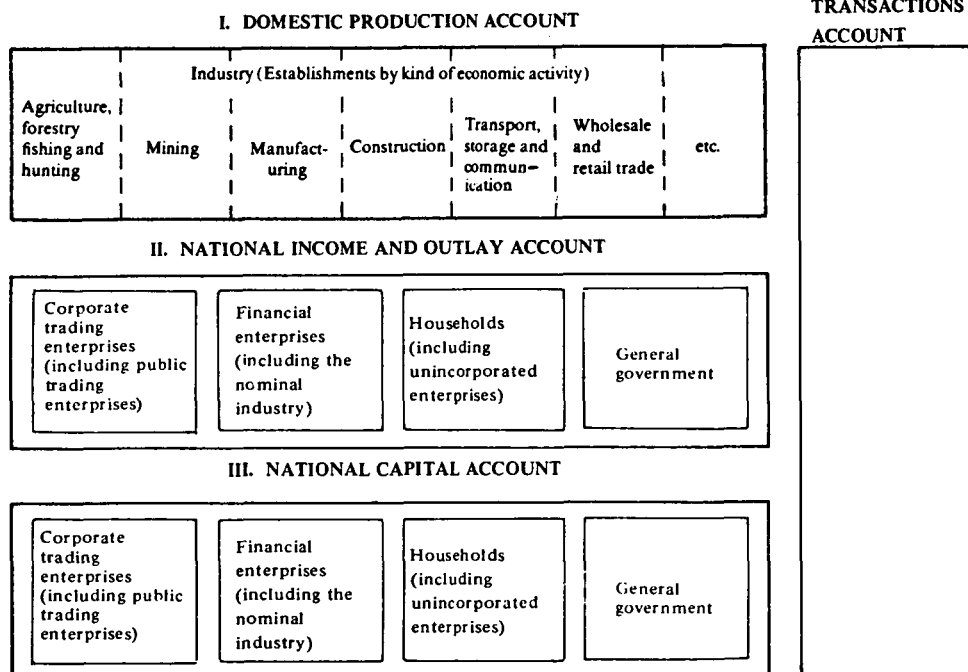 I. DOMESTIC PRODUCTION ACCOUNT
TRANSACTIONS
ACCOUNT
Industry (Establishments by kind of economic activity)
Agriculture,
forestry
fishing and
hunting
Mining
Manufact-
uring
Construction
Transport,
storage and
commun-
ication
Wholesale
and
retail trade
etc.
II. NATIONAL INCOME AND OUTLAY ACCOUNT
Corporate
trading
enterprises
(including public
trading
enterprises)
Financial
enterprises
(including the
nominal
industry)
Households
(including
unincorporated
enterprises)
General
government
III. NATIONAL CAPITAL ACCOUNT
Corporate
trading
enterprises
(including public
trading
enterprises)
Financial
enterprises
(including the
nominal
industry)
Households
(including
unincorporated
enterprises)
General
government